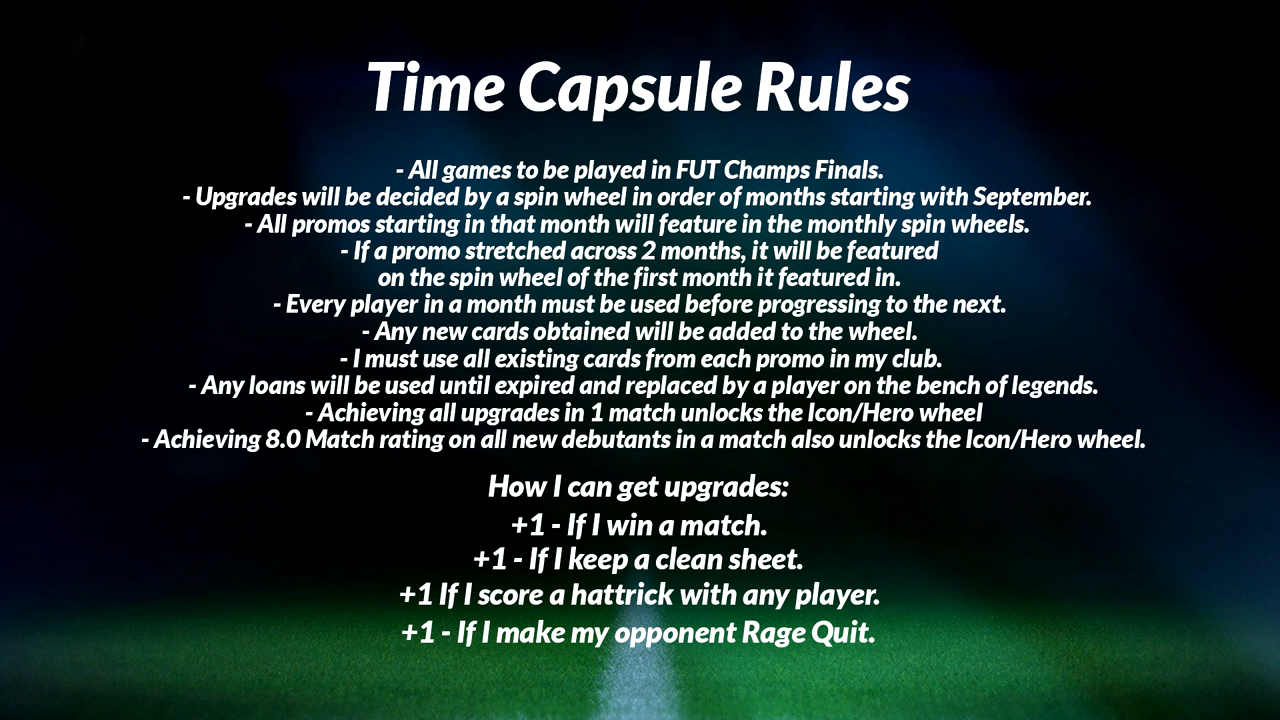 Time Capsule Rules
- All games to be played in FUT Champs Finals.
- Upgrades will be decided by a spin wheel in order of months starting with September.
- All promos starting in that month will feature in the monthly spin wheels.
- If a promo stretched across 2 months, it will be featured
on the spin wheel of the first month it featured in.
- Every player in a month must be used before progressing to the next.
- Any new cards obtained will be added to the wheel.
- I must use all existing cards from each promo in my club.
- Any loans will be used until expired and replaced by a player on the bench of legends.
- Achieving all upgrades in 1 match unlocks the Icon/Hero wheel
- Achieving 8.0 Match rating on all new debutants in a match also unlocks the Icon/Hero wheel.
How I can get upgrades:
+1 - If I win a match.
+1 - If I keep a clean sheet.
+1 If I score a hattrick with any player.
+1 - If I make my opponent Rage Quit.